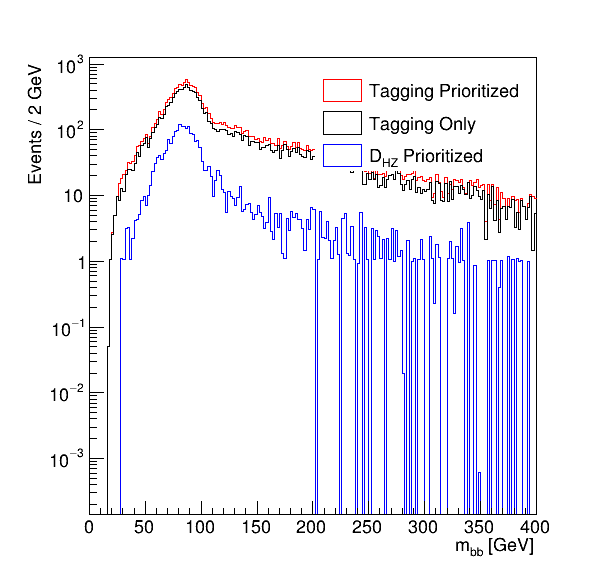 Events / 2 GeV
10³
10²
10
1
10⁻¹
10⁻²
10⁻³
Tagging Prioritized
Tagging Only
D_HZ Prioritized
0 50 100 150 200 250 300 350 400
m_bb [GeV]